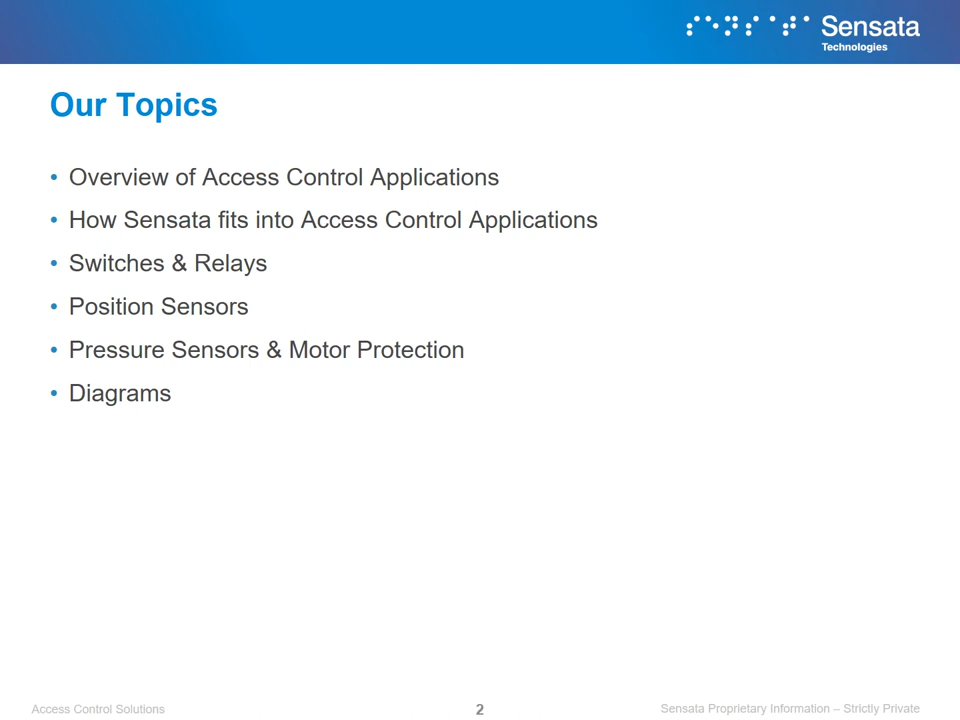 Sensata
Technologies
Our Topics
• Overview of Access Control Applications
• How Sensata fits into Access Control Applications
• Switches & Relays
• Position Sensors
• Pressure Sensors & Motor Protection
• Diagrams
Access Control Solutions
2
Sensata Proprietary Information – Strictly Private